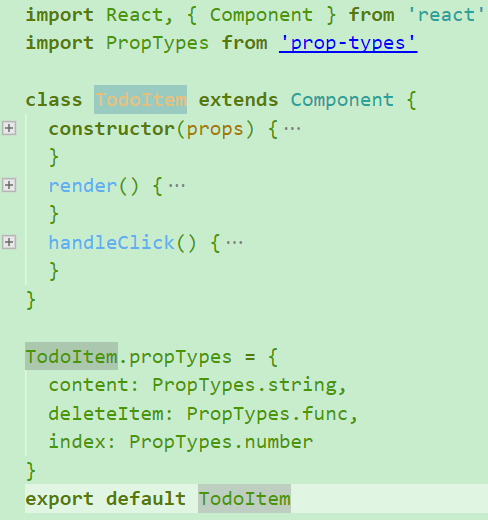 import React, { Component } from 'react'
import PropTypes from 'prop-types'
class TodoItem extends Component {
constructor(props) {···
}
render() {···
}
handleClick() {···
}
}
TodoItem.propTypes = {
content: PropTypes.string,
deleteItem: PropTypes.func,
index: PropTypes.number
}
export default TodoItem